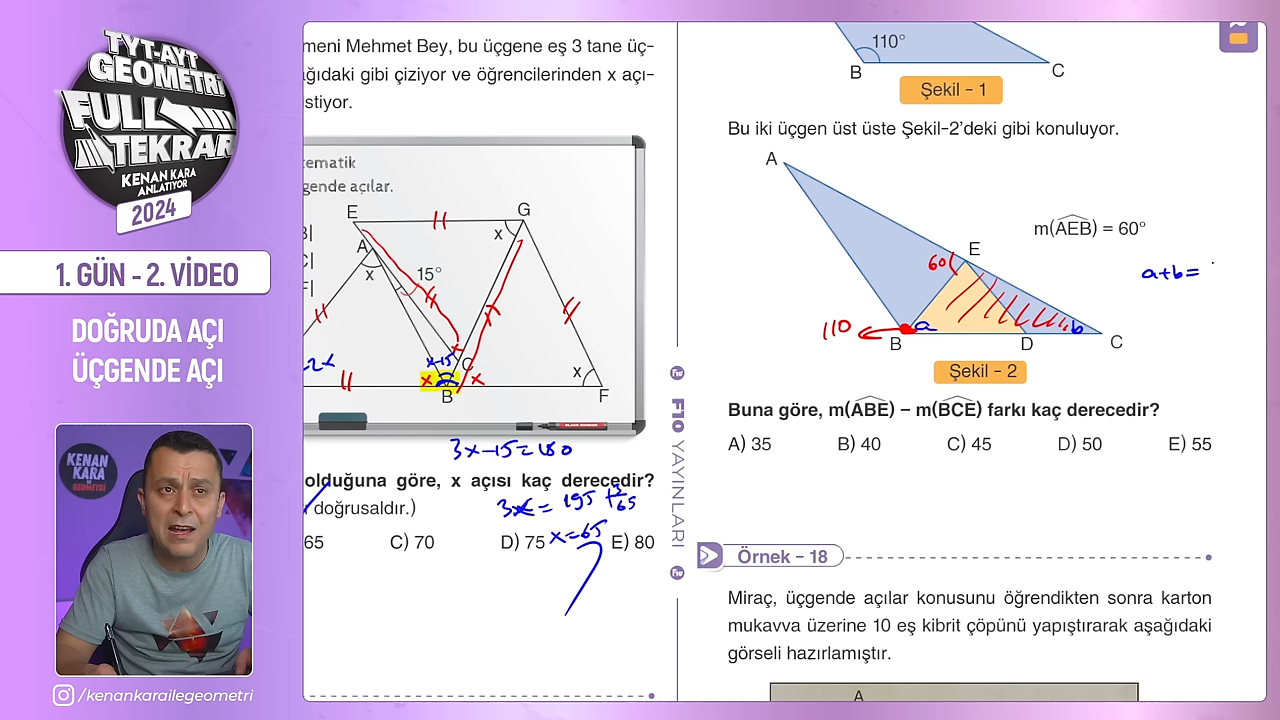 TYT-AYT
GEOMETRİ
FULL
TEKRAR
KENAN KARA
ANLATIYOR
2024
1. GÜN - 2. VİDEO
DOĞRUDA AÇI
ÜÇGENDE AÇI
KENAN
KARA
ile
GEOMETRİ
/kenankarailegeometri
meni Mehmet Bey, bu üçgene eş 3 tane üç-
ağıdaki gibi çiziyor ve öğrencilerinden x açı-
stiyor.
tematik
gende açılar.
E
G
A
x
x
15°
x-15
C
x
x
x
B
F
3x-15=180
olduğuna göre, x açısı kaç derecedir?
doğrusaldır.)
3x = 195
65
x=65
65
C) 70
D) 75
E) 80
F10 YAYINLARI
110°
B
C
Şekil - 1
Bu iki üçgen üst üste Şekil-2'deki gibi konuluyor.
A
E
m(AEB) = 60°
60
a+b=
110
a
b
B
D
C
Şekil - 2
Buna göre, m(ABE) – m(BCE) farkı kaç derecedir?
A) 35
B) 40
C) 45
D) 50
E) 55
Örnek – 18
Miraç, üçgende açılar konusunu öğrendikten sonra karton
mukavva üzerine 10 eş kibrit çöpünü yapıştırarak aşağıdaki
görseli hazırlamıştır.
A